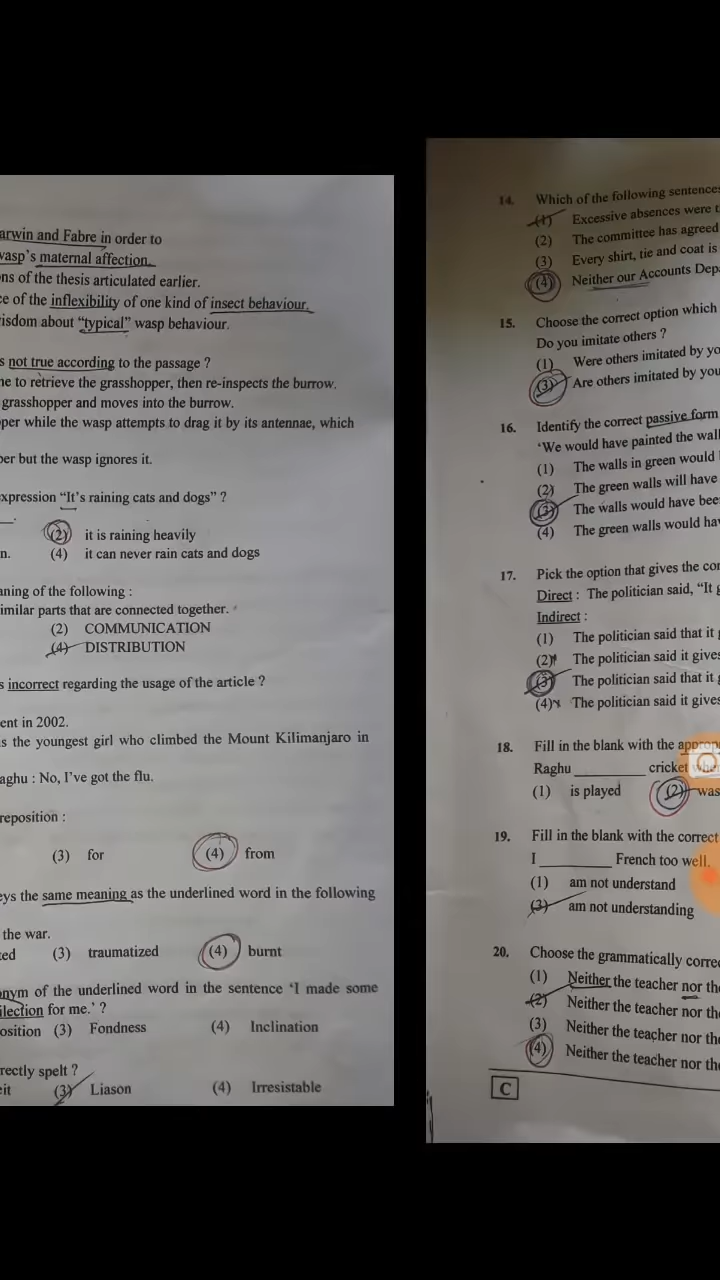 arwin and Fabre in order to
wasp's maternal affection.
ns of the thesis articulated earlier.
ce of the inflexibility of one kind of insect behaviour.
isdom about "typical" wasp behaviour.
s not true according to the passage ?
ne to retrieve the grasshopper, then re-inspects the burrow.
grasshopper and moves into the burrow.
per while the wasp attempts to drag it by its antennae, which
per but the wasp ignores it.
expression "It's raining cats and dogs" ?
(2) it is raining heavily
n. (4) it can never rain cats and dogs
aning of the following :
imilar parts that are connected together.
(2) COMMUNICATION
(4) DISTRIBUTION
s incorrect regarding the usage of the article ?
ent in 2002.
s the youngest girl who climbed the Mount Kilimanjaro in
aghu : No, I've got the flu.
reposition :
(3) for (4) from
eys the same meaning as the underlined word in the following
the war.
ted (3) traumatized (4) burnt
onym of the underlined word in the sentence 'I made some
ilection for me.' ?
osition (3) Fondness (4) Inclination
rectly spelt ?
eit (3) Liason (4) Irresistable
14. Which of the following sentences
(1) Excessive absences were t
(2) The committee has agreed
(3) Every shirt, tie and coat is
(4) Neither our Accounts Dep
15. Choose the correct option which
Do you imitate others ?
(1) Were others imitated by yo
(3) Are others imitated by you
16. Identify the correct passive form
'We would have painted the wall
(1) The walls in green would
(2) The green walls will have
(3) The walls would have bee
(4) The green walls would ha
17. Pick the option that gives the cor
Direct : The politician said, "It g
Indirect :
(1) The politician said that it g
(2) The politician said it gives
(3) The politician said that it g
(4) The politician said it gives
18. Fill in the blank with the approp
Raghu ________ cricket when
(1) is played (2) was
19. Fill in the blank with the correct
I ________ French too well.
(1) am not understand
(3) am not understanding
20. Choose the grammatically corre
(1) Neither the teacher nor the
(2) Neither the teacher nor the
(3) Neither the teacher nor the
(4) Neither the teacher nor the
C